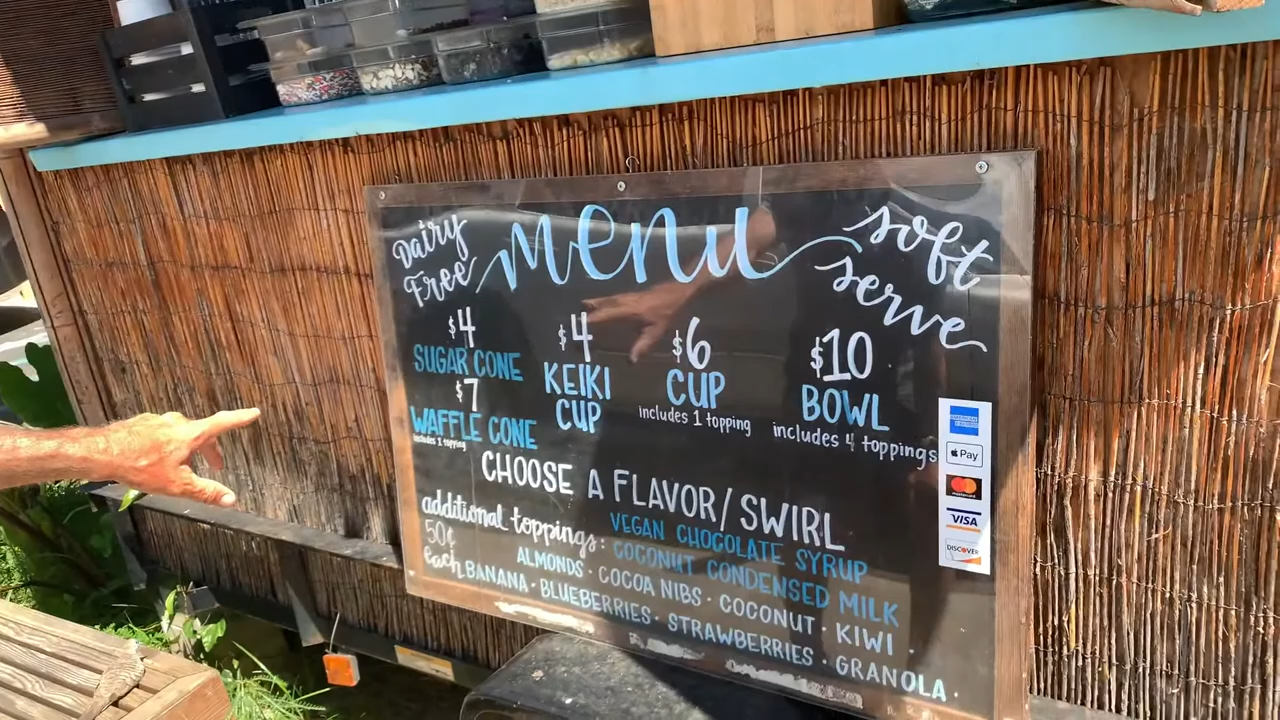 Dairy Free menu soft serve
$4 SUGAR CONE
$7 WAFFLE CONE
includes 1 topping
$4 KEIKI CUP
$6 CUP
includes 1 topping
$10 BOWL
includes 4 toppings
CHOOSE A FLAVOR/SWIRL
additional toppings: 50¢ each
VEGAN CHOCOLATE SYRUP
COCONUT CONDENSED MILK
ALMONDS · COCOA NIBS · COCONUT · KIWI ·
BANANA · BLUEBERRIES · STRAWBERRIES · GRANOLA ·
AMERICAN EXPRESS
Pay
mastercard
VISA
DISCOVER